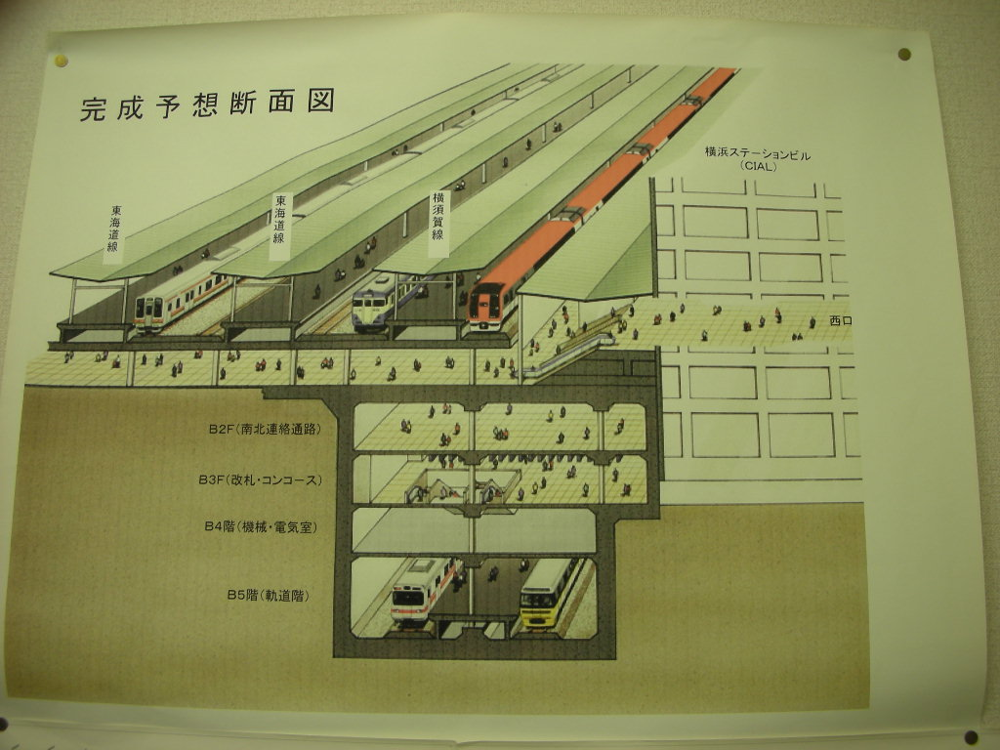 完成予想断面図
横浜ステーションビル
(CIAL)
東海道線
東海道線
横須賀線
西口
B2F(南北連絡通路)
B3F(改札・コンコース)
B4階(機械・電気室)
B5階(軌道階)